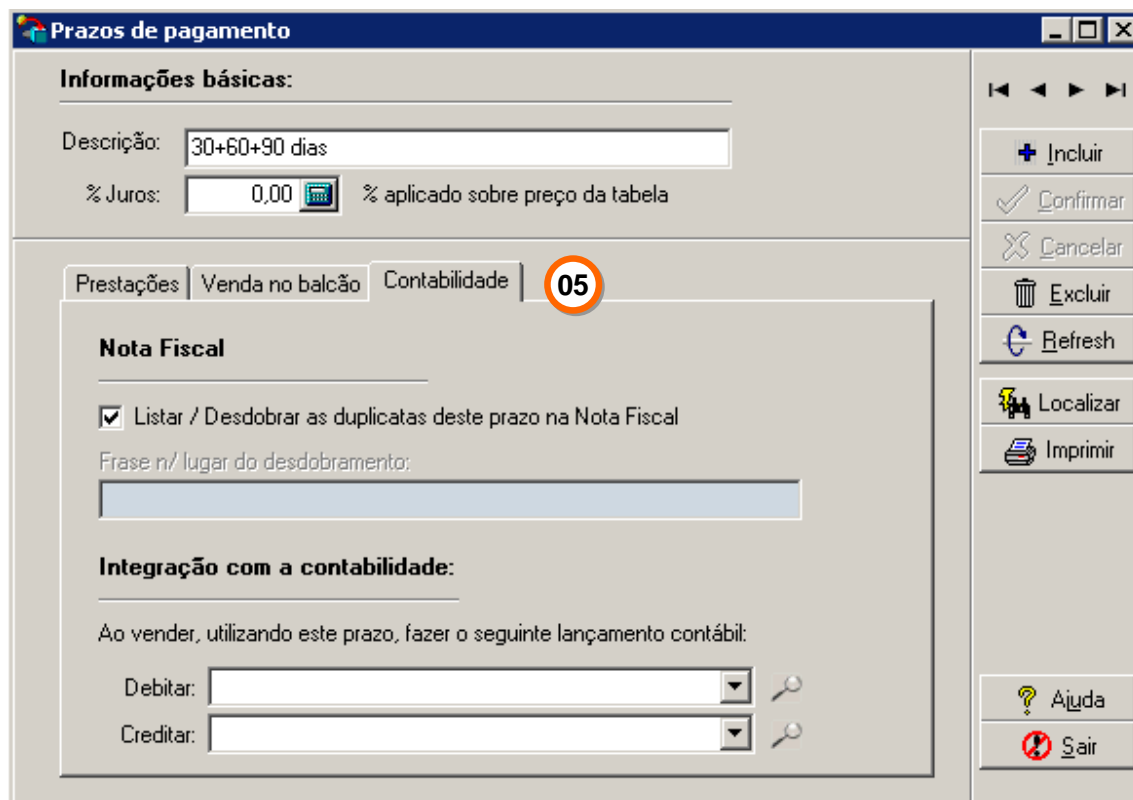 Prazos de pagamento
Informações básicas:
Descrição: 30+60+90 dias
% Juros: 0,00 % aplicado sobre preço da tabela
Prestações Venda no balcão Contabilidade 05
Nota Fiscal
Listar / Desdobrar as duplicatas deste prazo na Nota Fiscal
Frase n/ lugar do desdobramento:
Integração com a contabilidade:
Ao vender, utilizando este prazo, fazer o seguinte lançamento contábil:
Debitar:
Creditar:
Incluir
Confirmar
Cancelar
Excluir
Refresh
Localizar
Imprimir
Ajuda
Sair